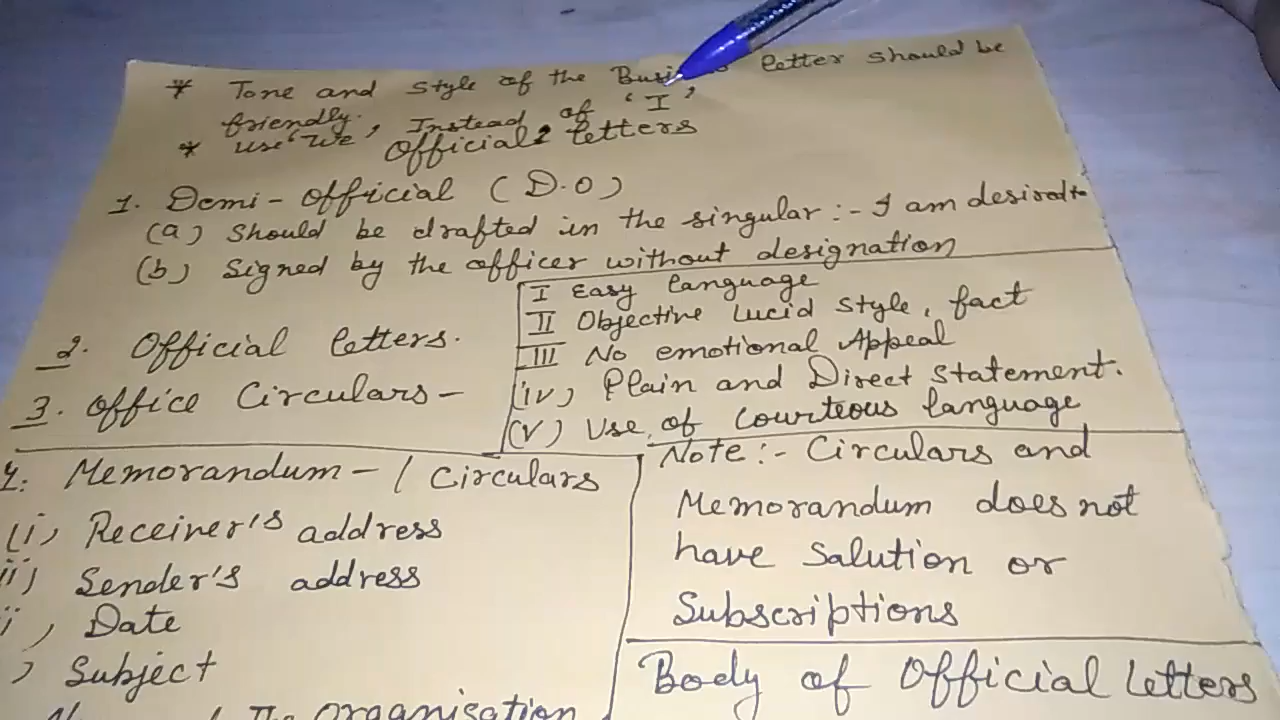 * Tone and style of the Busi letter should be
friendly.
* use 'We', Instead of 'I'
Official letters
1. Demi-Official (D.O)
(a) Should be drafted in the singular :- I am desired to
(b) Signed by the officer without designation
2. Official letters.
3. Office Circulars -
I Easy language
II Objective Lucid Style, fact
III No emotional Appeal
(iv) Plain and Direct Statement.
(v) Use of Courteous language
4. Memorandum - / Circulars
(i) Receiver's address
ii) Sender's address
i, Date
) Subject
The organisation
Note:- Circulars and
Memorandum does not
have Salution or
Subscriptions
Body of Official letters